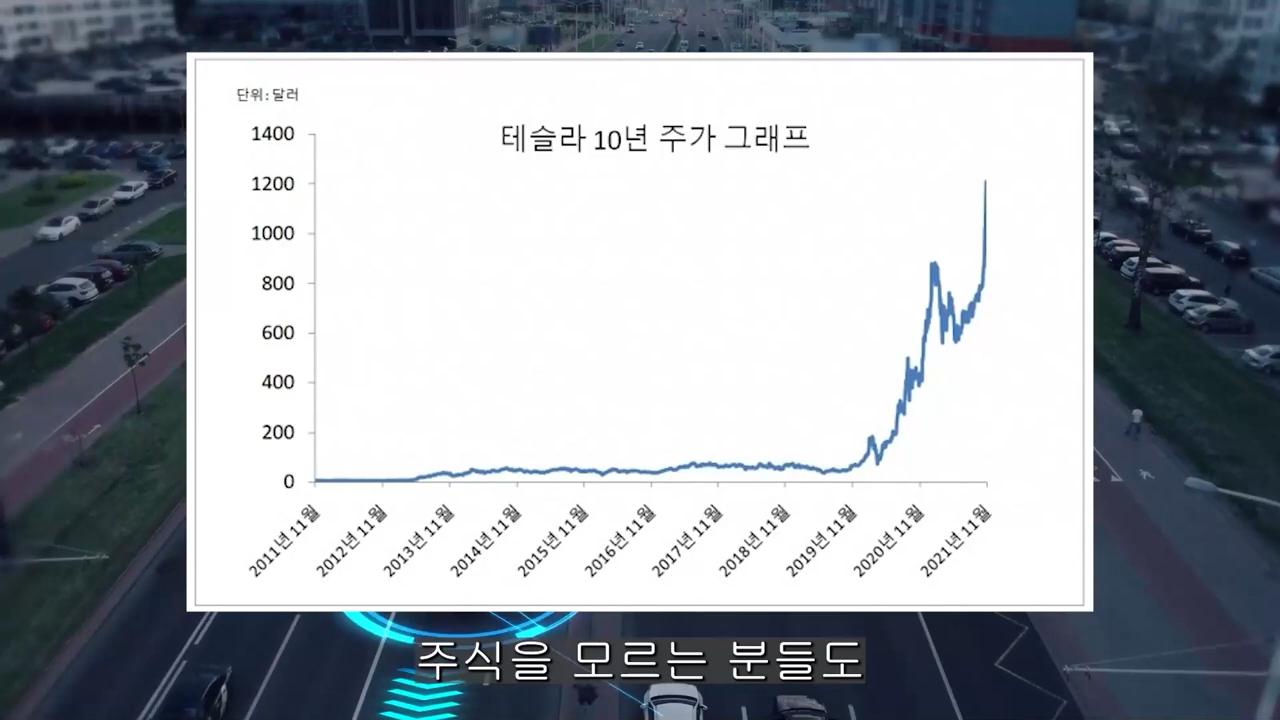 단위:달러
테슬라 10년 주가 그래프
1400
1200
1000
800
600
400
200
0
2011년 11월
2012년 11월
2013년 11월
2014년 11월
2015년 11월
2016년 11월
2017년 11월
2018년 11월
2019년 11월
2020년 11월
2021년 11월
주식을 모르는 분들도